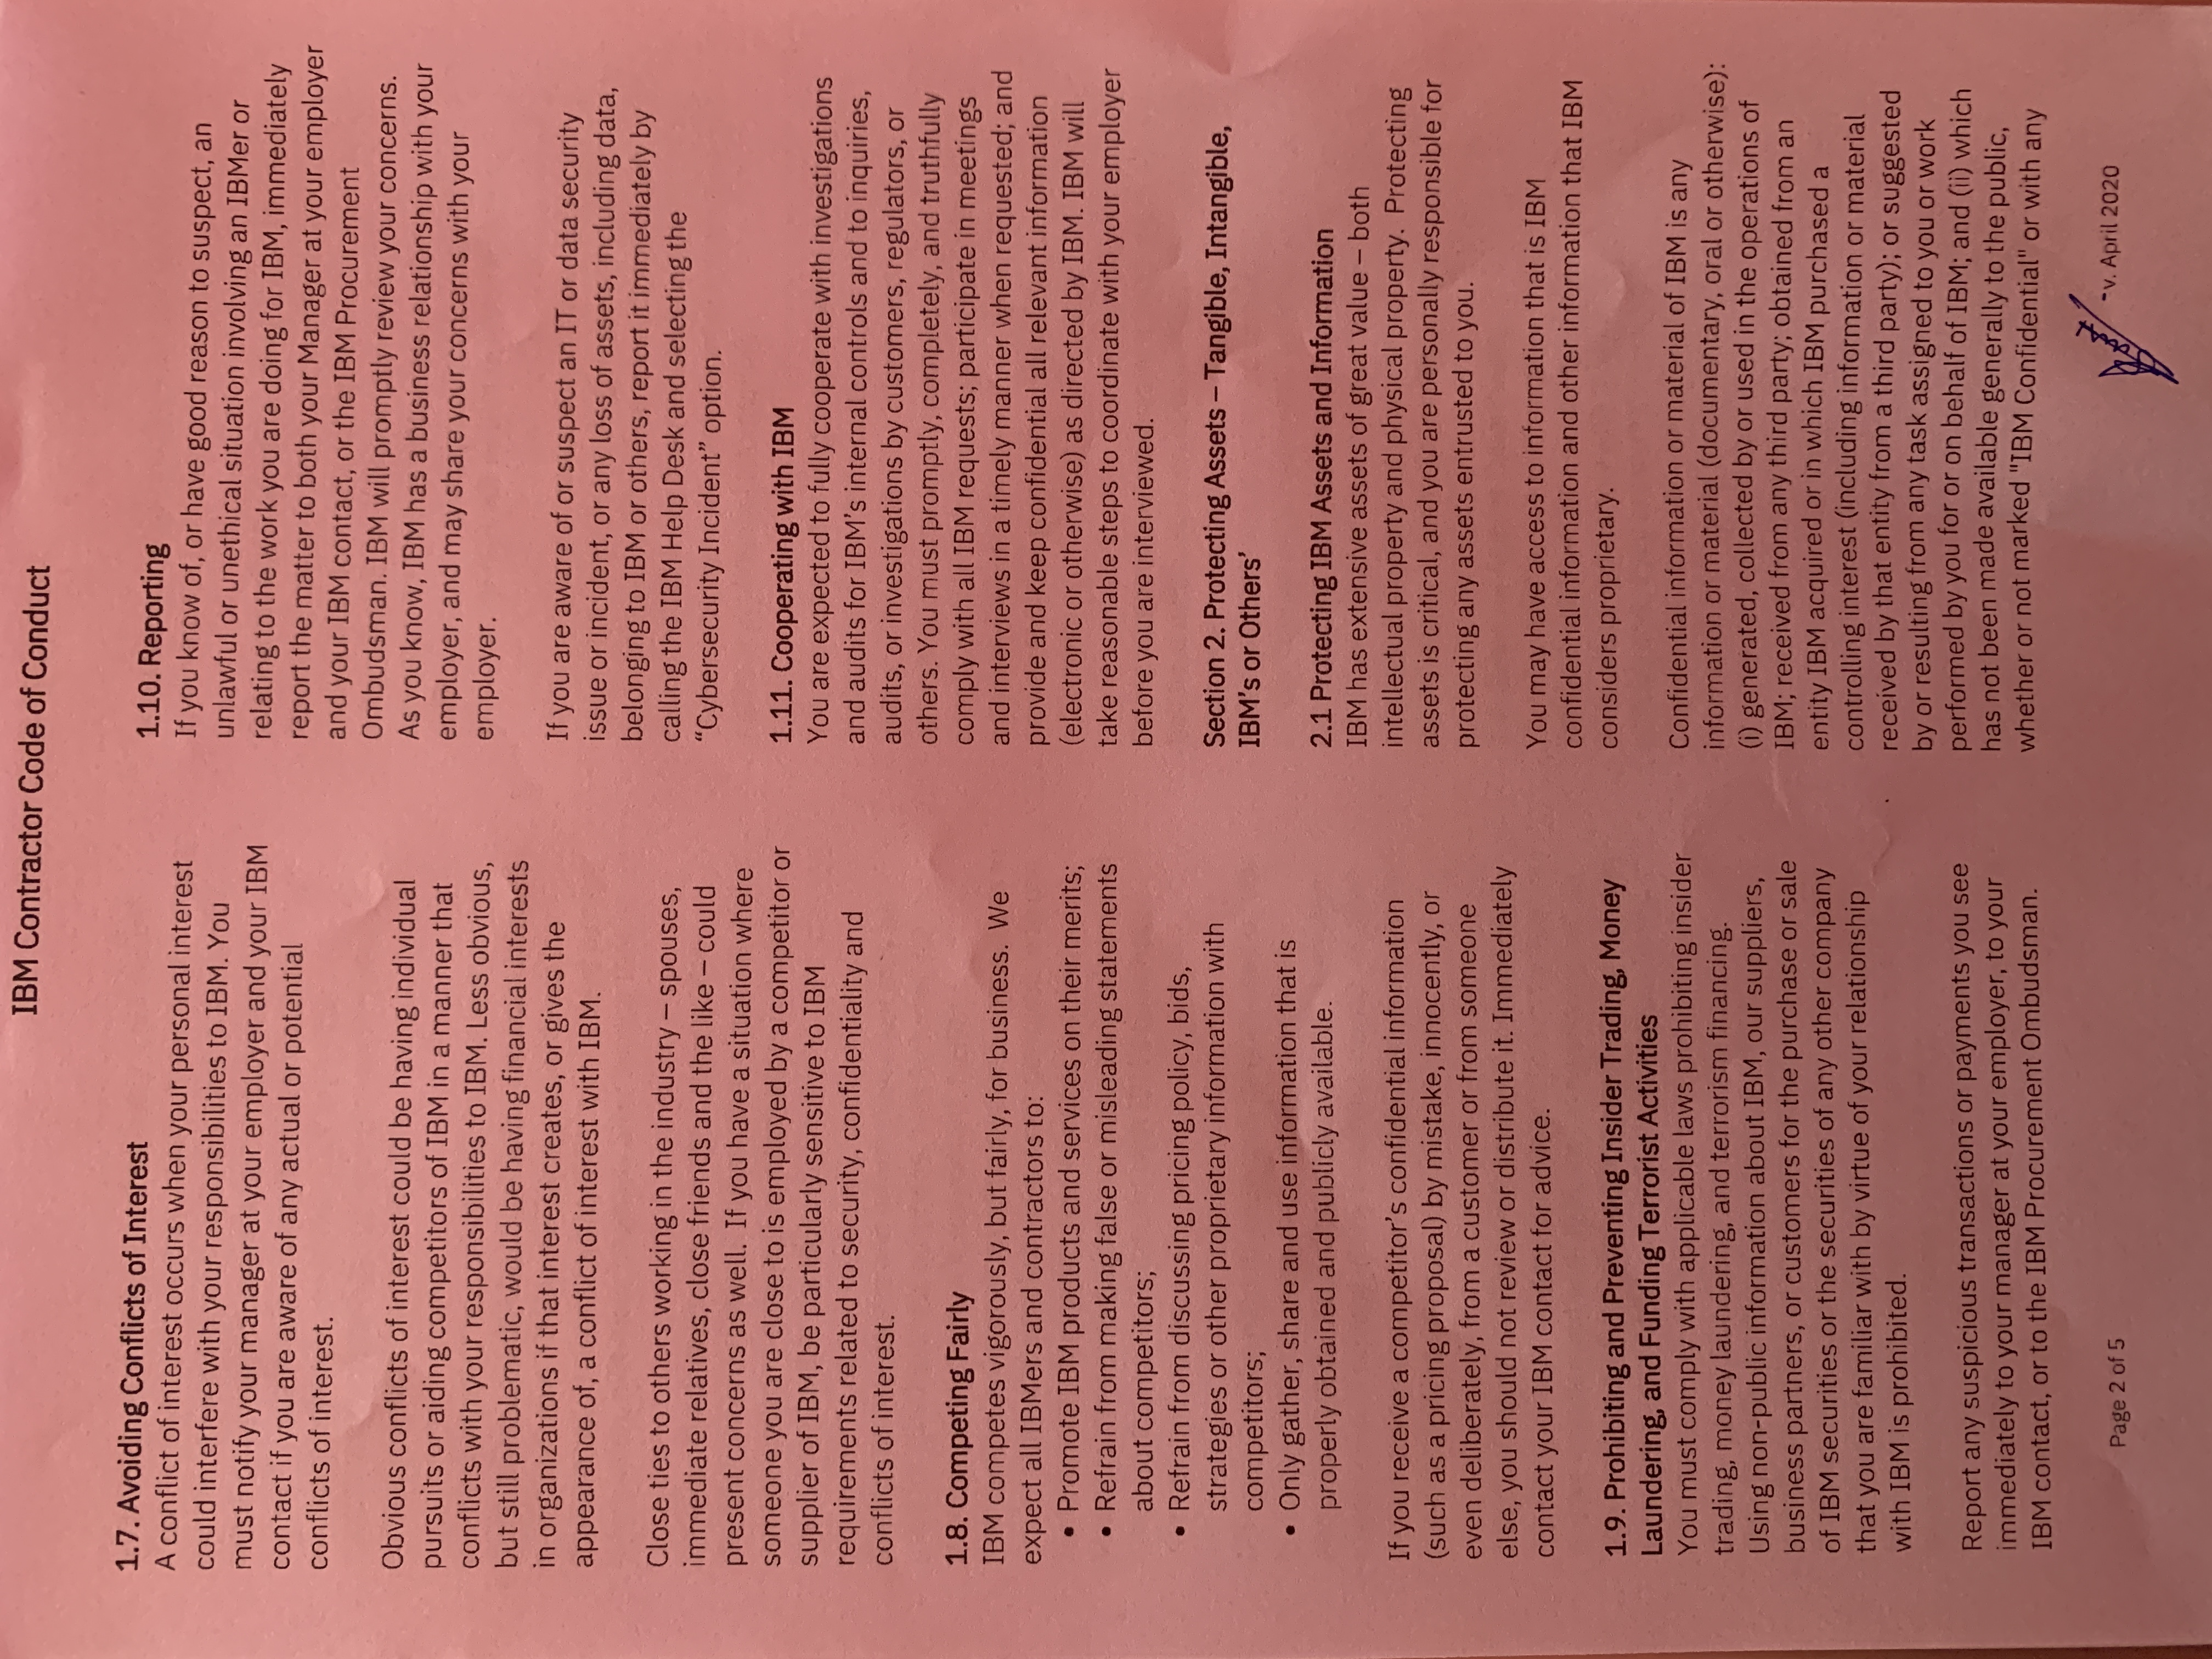 IBM Contractor Code of Conduct
1.7. Avoiding Conflicts of Interest
A conflict of interest occurs when your personal interest
could interfere with your responsibilities to IBM. You
must notify your manager at your employer and your IBM
contact if you are aware of any actual or potential
conflicts of interest.
Obvious conflicts of interest could be having individual
pursuits or aiding competitors of IBM in a manner that
conflicts with your responsibilities to IBM. Less obvious,
but still problematic, would be having financial interests
in organizations if that interest creates, or gives the
appearance of, a conflict of interest with IBM.
Close ties to others working in the industry – spouses,
immediate relatives, close friends and the like – could
present concerns as well. If you have a situation where
someone you are close to is employed by a competitor or
supplier of IBM, be particularly sensitive to IBM
requirements related to security, confidentiality and
conflicts of interest.
1.8. Competing Fairly
IBM competes vigorously, but fairly, for business. We
expect all IBMers and contractors to:
• Promote IBM products and services on their merits;
• Refrain from making false or misleading statements
about competitors;
• Refrain from discussing pricing policy, bids,
strategies or other proprietary information with
competitors;
• Only gather, share and use information that is
properly obtained and publicly available.
If you receive a competitor's confidential information
(such as a pricing proposal) by mistake, innocently, or
even deliberately, from a customer or from someone
else, you should not review or distribute it. Immediately
contact your IBM contact for advice.
1.9. Prohibiting and Preventing Insider Trading, Money
Laundering, and Funding Terrorist Activities
You must comply with applicable laws prohibiting insider
trading, money laundering, and terrorism financing.
Using non-public information about IBM, our suppliers,
business partners, or customers for the purchase or sale
of IBM securities or the securities of any other company
that you are familiar with by virtue of your relationship
with IBM is prohibited.
Report any suspicious transactions or payments you see
immediately to your manager at your employer, to your
IBM contact, or to the IBM Procurement Ombudsman.
1.10. Reporting
If you know of, or have good reason to suspect, an
unlawful or unethical situation involving an IBMer or
relating to the work you are doing for IBM, immediately
report the matter to both your Manager at your employer
and your IBM contact, or the IBM Procurement
Ombudsman. IBM will promptly review your concerns.
As you know, IBM has a business relationship with your
employer, and may share your concerns with your
employer.
If you are aware of or suspect an IT or data security
issue or incident, or any loss of assets, including data,
belonging to IBM or others, report it immediately by
calling the IBM Help Desk and selecting the
“Cybersecurity Incident” option.
1.11. Cooperating with IBM
You are expected to fully cooperate with investigations
and audits for IBM's internal controls and to inquiries,
audits, or investigations by customers, regulators, or
others. You must promptly, completely, and truthfully
comply with all IBM requests; participate in meetings
and interviews in a timely manner when requested; and
provide and keep confidential all relevant information
(electronic or otherwise) as directed by IBM. IBM will
take reasonable steps to coordinate with your employer
before you are interviewed.
Section 2. Protecting Assets – Tangible, Intangible,
IBM's or Others'
2.1 Protecting IBM Assets and Information
IBM has extensive assets of great value – both
intellectual property and physical property. Protecting
assets is critical, and you are personally responsible for
protecting any assets entrusted to you.
You may have access to information that is IBM
confidential information and other information that IBM
considers proprietary.
Confidential information or material of IBM is any
information or material (documentary, oral or otherwise):
(i) generated, collected by or used in the operations of
IBM; received from any third party; obtained from an
entity IBM acquired or in which IBM purchased a
controlling interest (including information or material
received by that entity from a third party); or suggested
by or resulting from any task assigned to you or work
performed by you for or on behalf of IBM; and (ii) which
has not been made available generally to the public,
whether or not marked "IBM Confidential" or with any
Page 2 of 5
-v. April 2020